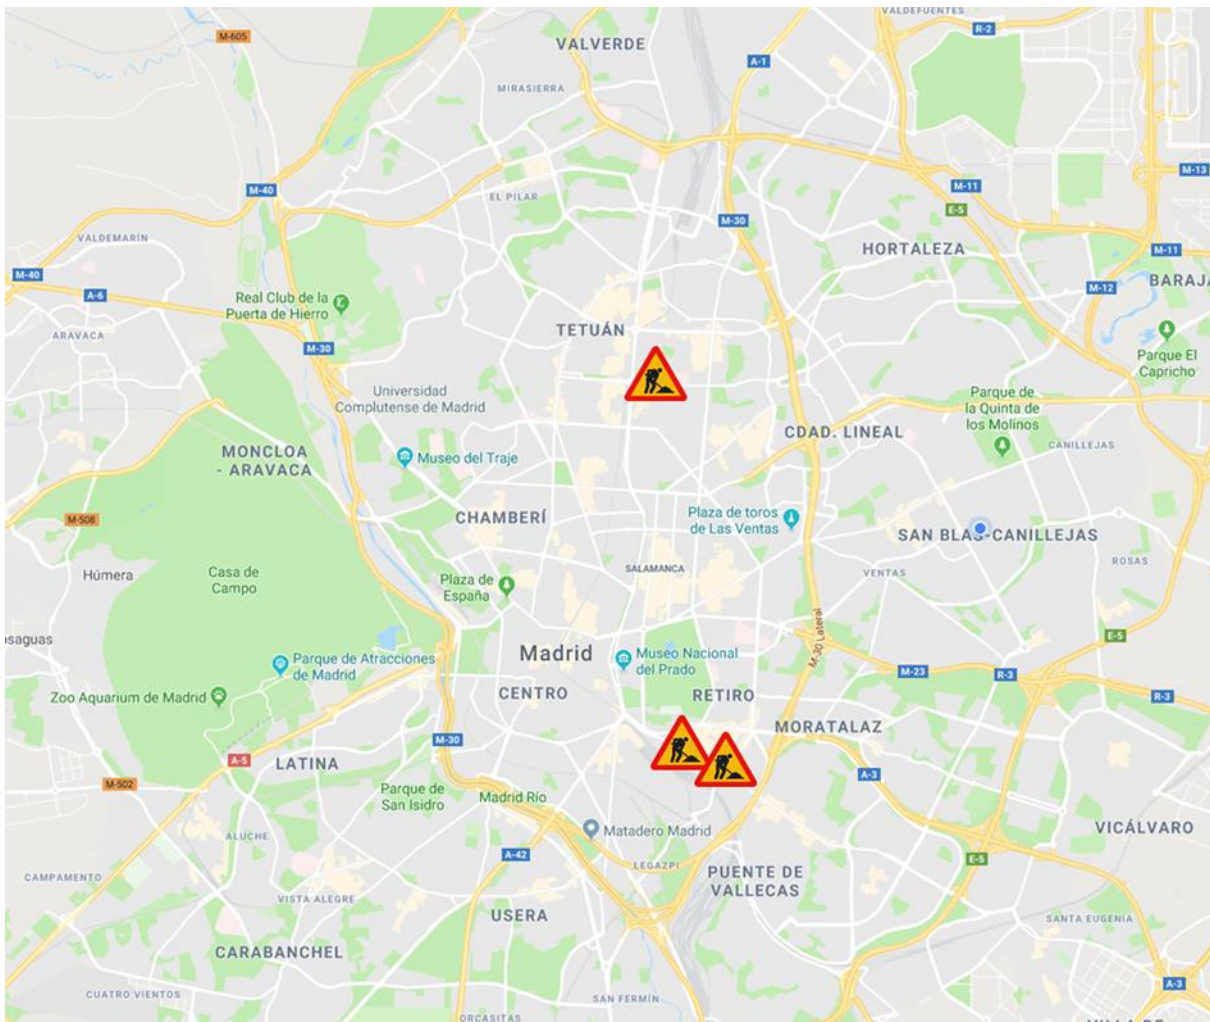 VALDEFUENTES
M-605
R-2
VALVERDE
A-1
MIRASIERRA
M-13
M-40
M-11
EL PILAR
E-5
M-30
VALDEMARÍN
HORTALEZA
M-11
M-40
A-6
M-12
BARAJA
Real Club de la
Puerta de Hierro
TETUÁN
ARAVACA
M-30
Parque El
Capricho
Universidad
Complutense de Madrid
Parque de
la Quinta de
los Molinos
CDAD. LINEAL
CANILLEJAS
MONCLOA
- ARAVACA
Museo del Traje
M-508
CHAMBERÍ
Plaza de toros
de Las Ventas
SAN BLAS-CANILLEJAS
ROSAS
Húmera
Casa de
Campo
Plaza de
España
SALAMANCA
VENTAS
osaguas
M-30 Lateral
E-5
Madrid
Museo Nacional
del Prado
Parque de Atracciones
de Madrid
M-23
R-3
R-3
Zoo Aquarium de Madrid
CENTRO
RETIRO
MORATALAZ
M-30
A-5
LATINA
A-3
M-502
Parque de
San Isidro
Madrid Río
ALUCHE
Matadero Madrid
VICÁLVARO
A-42
LEGAZPI
E-5
CAMPAMENTO
PUENTE DE
VALLECAS
VISTA ALEGRE
USERA
SANTA EUGENIA
CARABANCHEL
A-3
CUATRO VIENTOS
SAN FERMÍN
ORCASITAS
VILLA DE